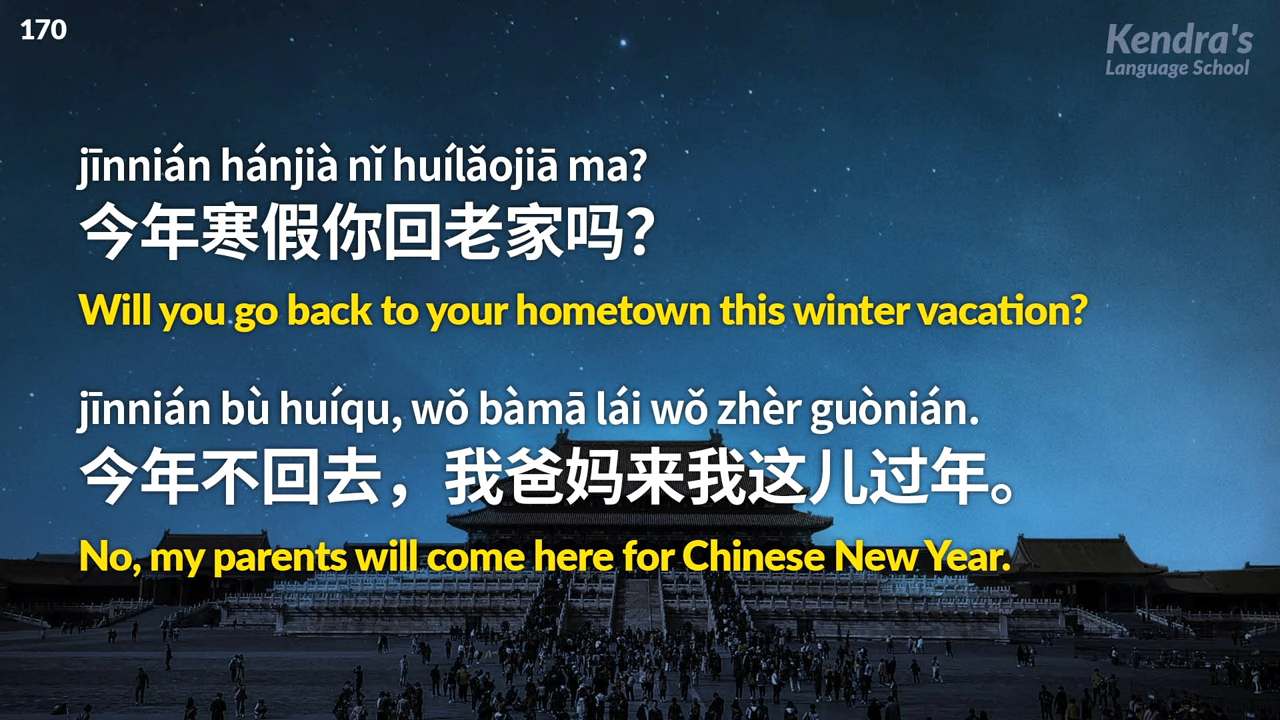 170
Kendra's
Language School
jīnnián hánjià nǐ huílǎojiā ma?
今年寒假你回老家吗?
Will you go back to your hometown this winter vacation?
jīnnián bù huíqu, wǒ bàmā lái wǒ zhèr guònián.
今年不回去，我爸妈来我这儿过年。
No, my parents will come here for Chinese New Year.